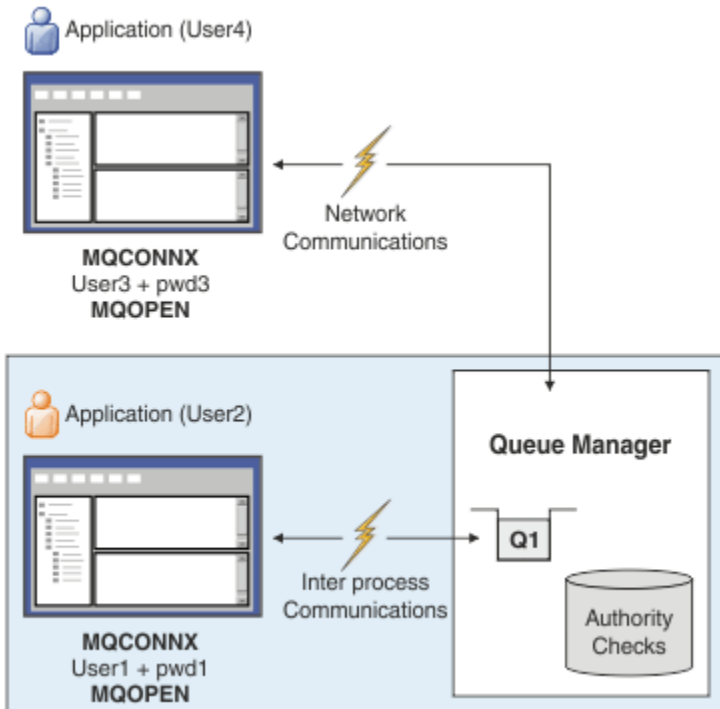 Application (User4)
Network
Communications
MQCONNX
User3 + pwd3
MQOPEN
Application (User2)
Queue Manager
Q1
Inter process
Communications
Authority
Checks
MQCONNX
User1 + pwd1
MQOPEN